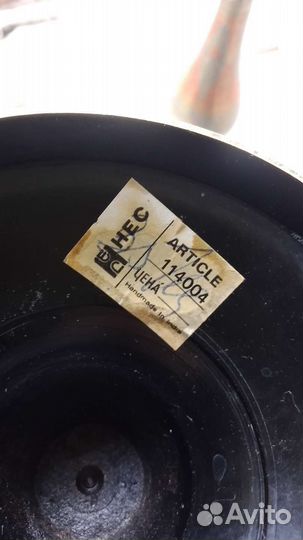 HEC
ARTICLE
114004
ЦЕНА
Handmade in India
Avito